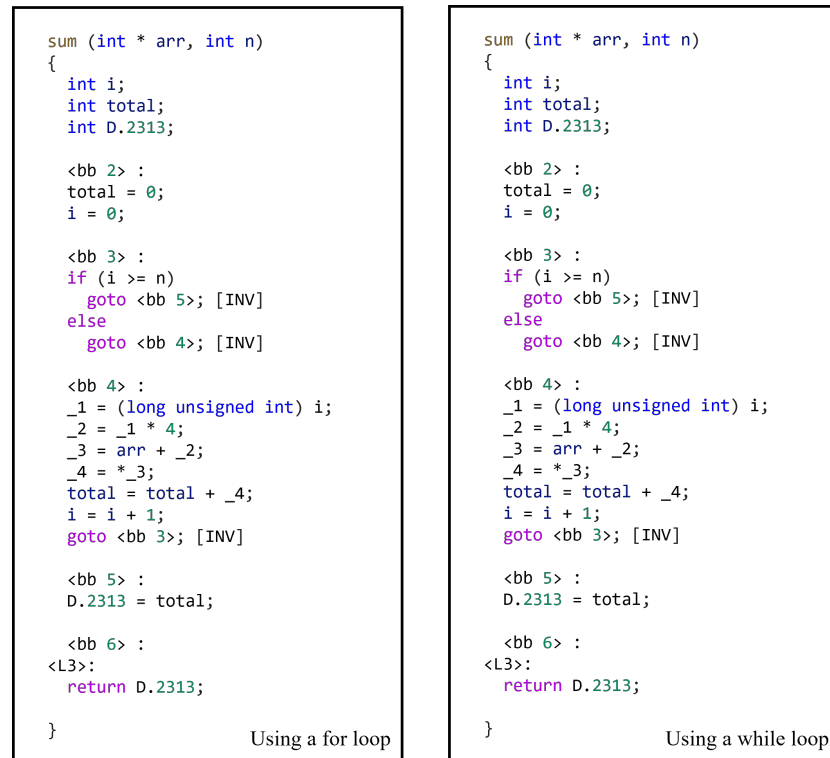 sum (int * arr, int n)
{
int i;
int total;
int D.2313;
<bb 2> :
total = 0;
i = 0;
<bb 3> :
if (i >= n)
goto <bb 5>; [INV]
else
goto <bb 4>; [INV]
<bb 4> :
_1 = (long unsigned int) i;
_2 = _1 * 4;
_3 = arr + _2;
_4 = *_3;
total = total + _4;
i = i + 1;
goto <bb 3>; [INV]
<bb 5> :
D.2313 = total;
<bb 6> :
<L3>:
return D.2313;
}
Using a for loop
sum (int * arr, int n)
{
int i;
int total;
int D.2313;
<bb 2> :
total = 0;
i = 0;
<bb 3> :
if (i >= n)
goto <bb 5>; [INV]
else
goto <bb 4>; [INV]
<bb 4> :
_1 = (long unsigned int) i;
_2 = _1 * 4;
_3 = arr + _2;
_4 = *_3;
total = total + _4;
i = i + 1;
goto <bb 3>; [INV]
<bb 5> :
D.2313 = total;
<bb 6> :
<L3>:
return D.2313;
}
Using a while loop